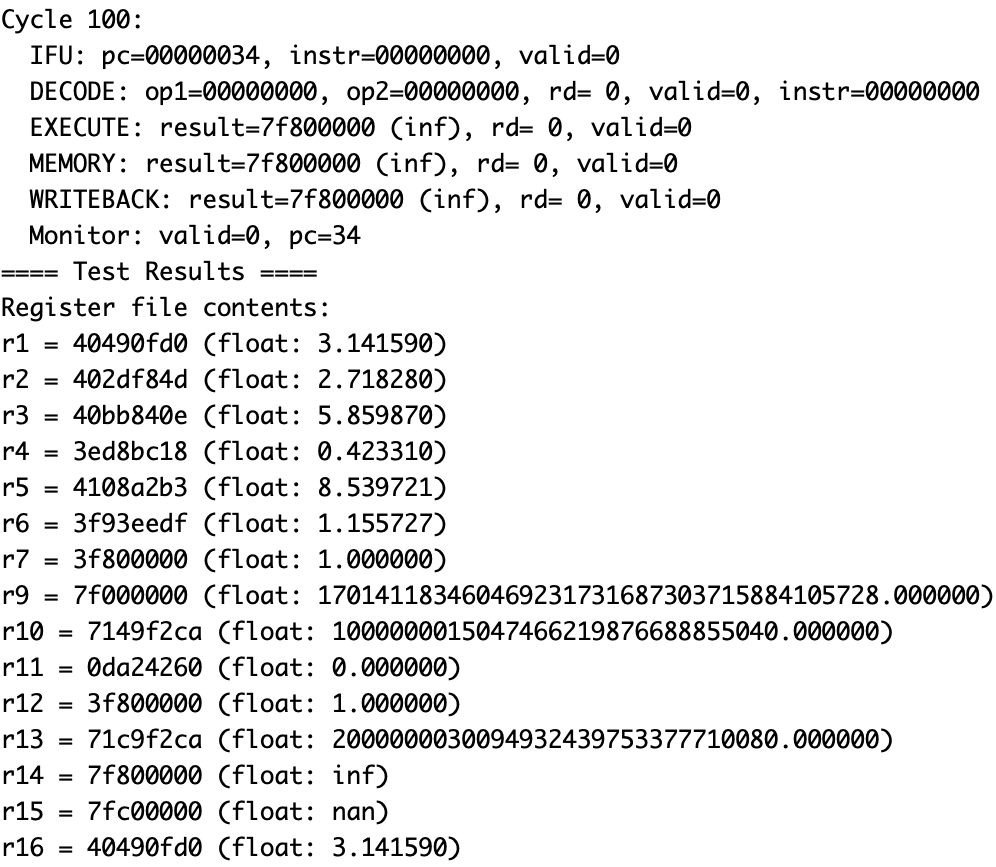 Cycle 100:
  IFU: pc=00000034, instr=00000000, valid=0
  DECODE: op1=00000000, op2=00000000, rd= 0, valid=0, instr=00000000
  EXECUTE: result=7f800000 (inf), rd= 0, valid=0
  MEMORY: result=7f800000 (inf), rd= 0, valid=0
  WRITEBACK: result=7f800000 (inf), rd= 0, valid=0
  Monitor: valid=0, pc=34
==== Test Results ====
Register file contents:
r1 = 40490fd0 (float: 3.141590)
r2 = 402df84d (float: 2.718280)
r3 = 40bb840e (float: 5.859870)
r4 = 3ed8bc18 (float: 0.423310)
r5 = 4108a2b3 (float: 8.539721)
r6 = 3f93eedf (float: 1.155727)
r7 = 3f800000 (float: 1.000000)
r9 = 7f000000 (float: 170141183460469231731687303715884105728.000000)
r10 = 7149f2ca (float: 1000000015047466219876688855040.000000)
r11 = 0da24260 (float: 0.000000)
r12 = 3f800000 (float: 1.000000)
r13 = 71c9f2ca (float: 2000000030094932439753377710080.000000)
r14 = 7f800000 (float: inf)
r15 = 7fc00000 (float: nan)
r16 = 40490fd0 (float: 3.141590)